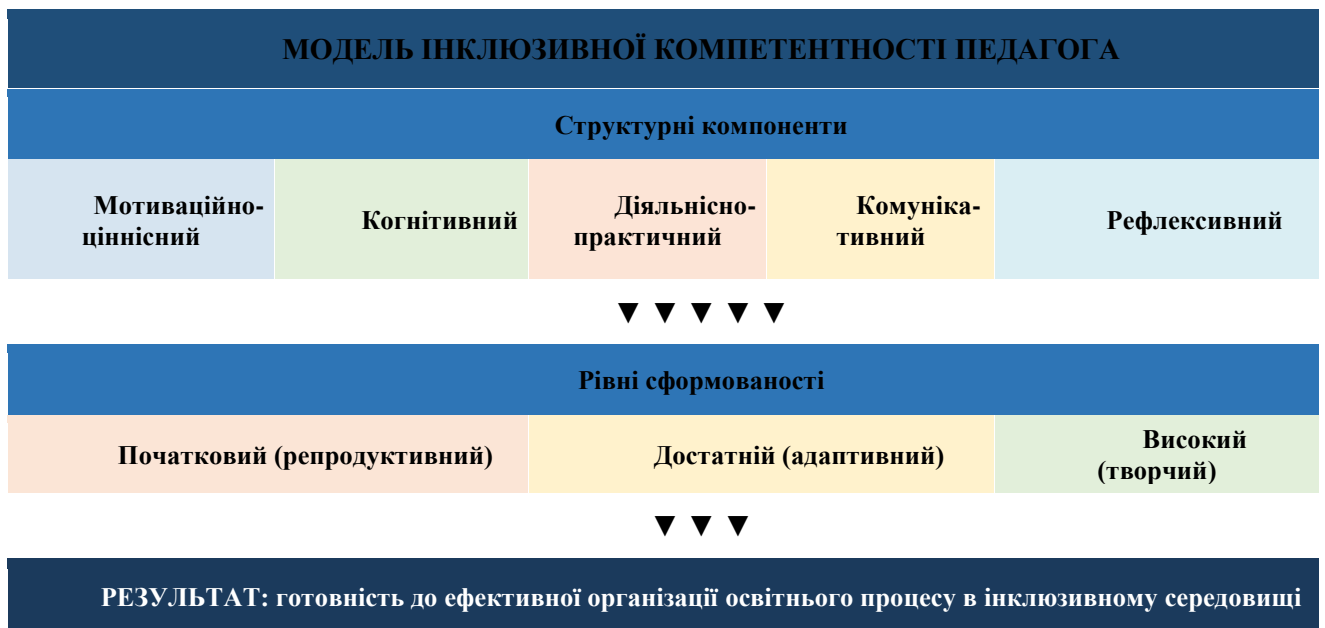 МОДЕЛЬ ІНКЛЮЗИВНОЇ КОМПЕТЕНТНОСТІ ПЕДАГОГА
Структурні компоненти
Мотиваційно-
ціннісний
Когнітивний
Діяльнісно-
практичний
Комуніка-
тивний
Рефлексивний
▼ ▼ ▼ ▼ ▼
Рівні сформованості
Початковий (репродуктивний)
Достатній (адаптивний)
Високий
(творчий)
▼ ▼ ▼
РЕЗУЛЬТАТ: готовність до ефективної організації освітнього процесу в інклюзивному середовищі